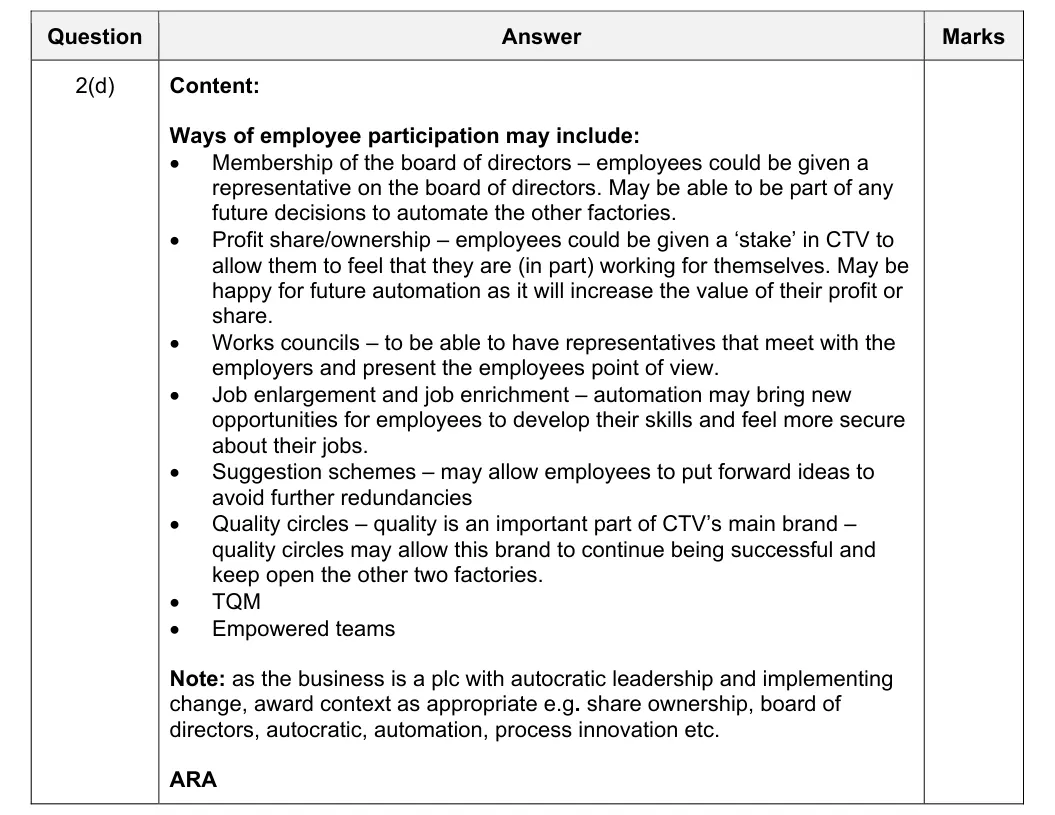 Question Answer Marks
2(d) Content:
Ways of employee participation may include:
• Membership of the board of directors – employees could be given a
representative on the board of directors. May be able to be part of any
future decisions to automate the other factories.
• Profit share/ownership – employees could be given a ‘stake’ in CTV to
allow them to feel that they are (in part) working for themselves. May be
happy for future automation as it will increase the value of their profit or
share.
• Works councils – to be able to have representatives that meet with the
employers and present the employees point of view.
• Job enlargement and job enrichment – automation may bring new
opportunities for employees to develop their skills and feel more secure
about their jobs.
• Suggestion schemes – may allow employees to put forward ideas to
avoid further redundancies
• Quality circles – quality is an important part of CTV’s main brand –
quality circles may allow this brand to continue being successful and
keep open the other two factories.
• TQM
• Empowered teams
Note: as the business is a plc with autocratic leadership and implementing
change, award context as appropriate e.g. share ownership, board of
directors, autocratic, automation, process innovation etc.
ARA